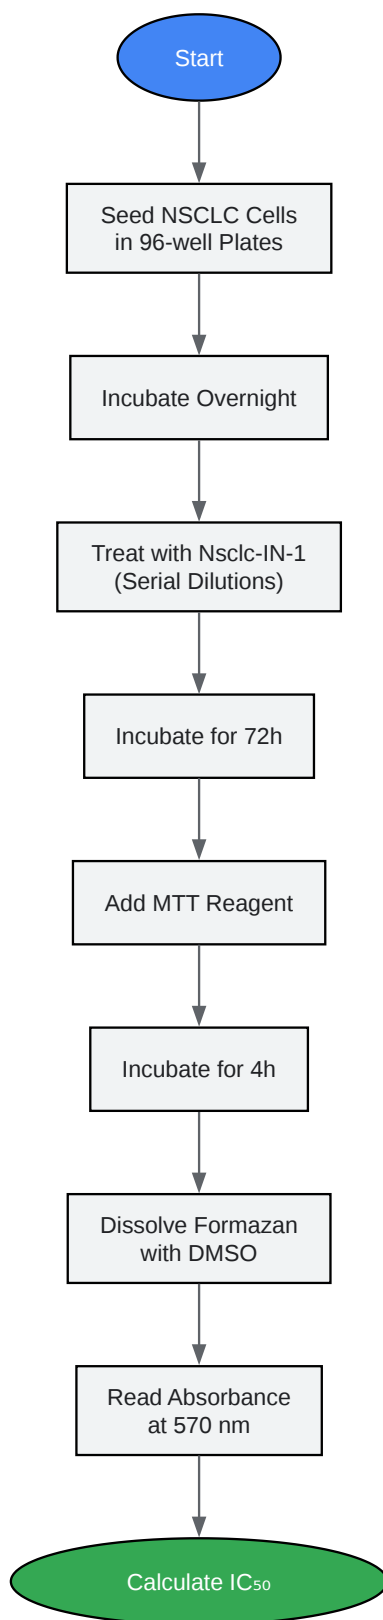 Start
Seed NSCLC Cells
in 96-well Plates
Incubate Overnight
Treat with Nsclc-IN-1
(Serial Dilutions)
Incubate for 72h
Add MTT Reagent
Incubate for 4h
Dissolve Formazan
with DMSO
Read Absorbance
at 570 nm
Calculate IC₅₀